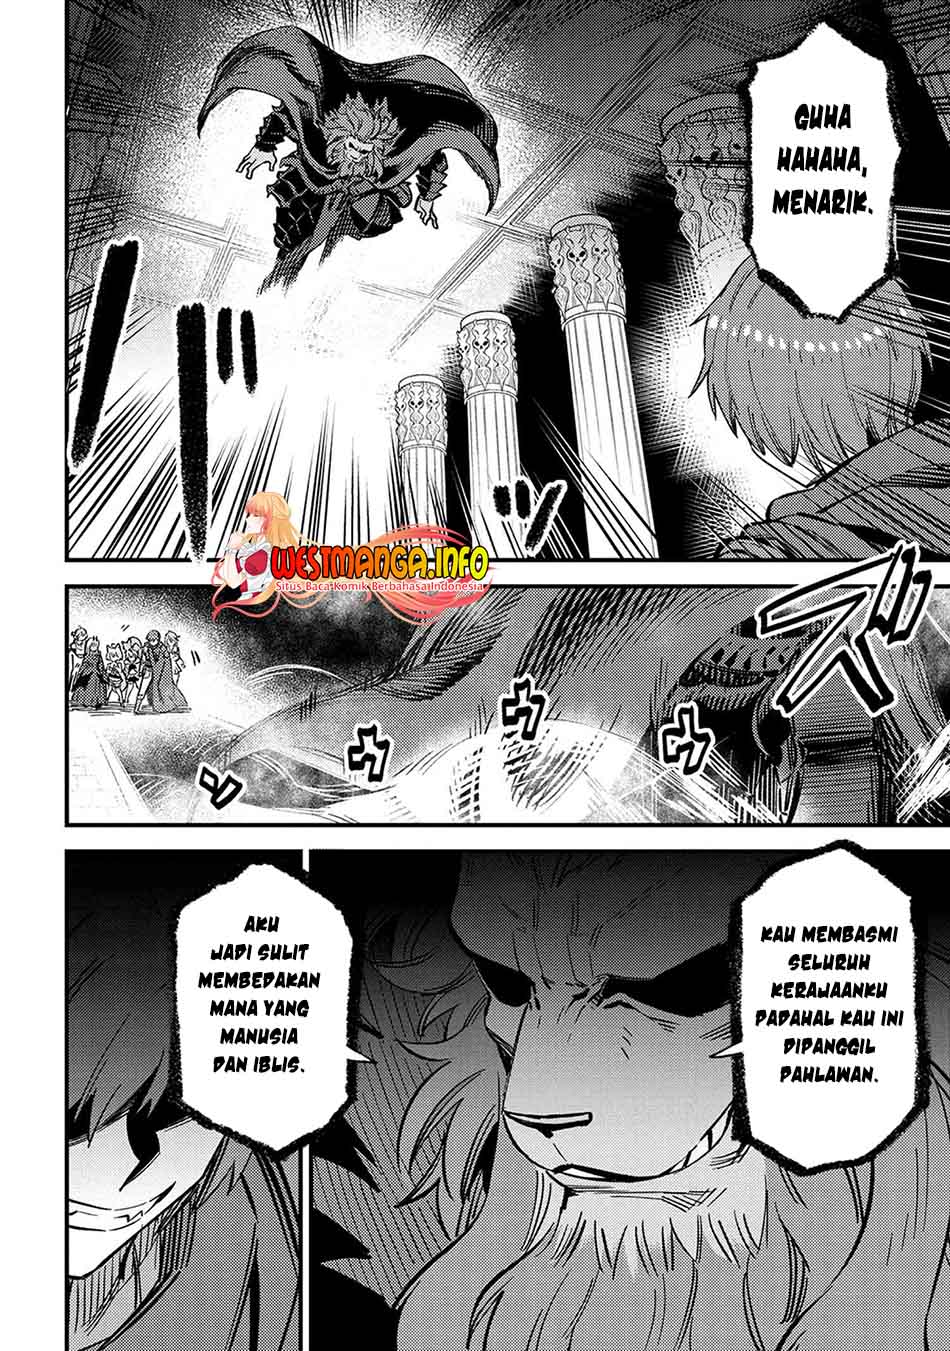 GUHA
HAHAHA,
MENARIK.
WESTMANGA.INFO
Situs Baca Komik Berbahasa Indonesia
KAU MEMBASMI
SELURUH
KERAJAANKU
PADAHAL KAU INI
DIPANGGIL
PAHLAWAN.
AKU
JADI SULIT
MEMBEDAKAN
MANA YANG
MANUSIA
DAN IBLIS.